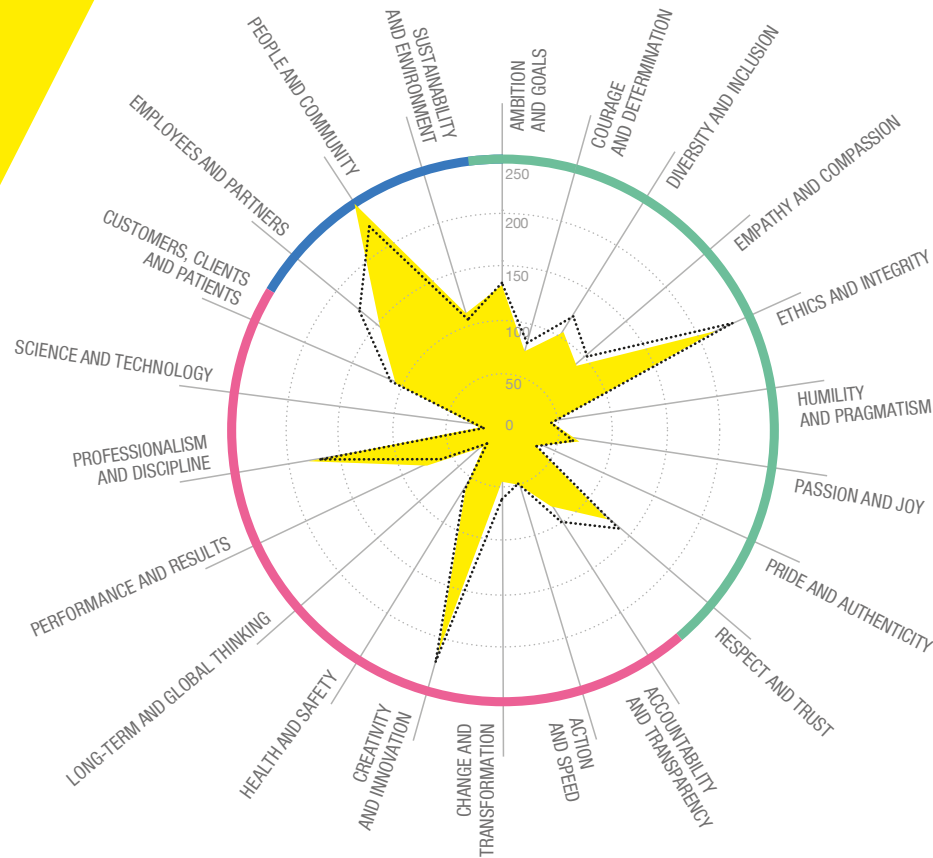 AMBITION
AND GOALS
COURAGE
AND DETERMINATION
DIVERSITY AND INCLUSION
EMPATHY AND COMPASSION
ETHICS AND INTEGRITY
HUMILITY
AND PRAGMATISM
PASSION AND JOY
PRIDE AND AUTHENTICITY
RESPECT AND TRUST
ACCOUNTABILITY
AND TRANSPARENCY
ACTION
AND SPEED
CHANGE AND
TRANSFORMATION
CREATIVITY
AND INNOVATION
HEALTH AND SAFETY
LONG-TERM AND GLOBAL THINKING
PERFORMANCE AND RESULTS
PROFESSIONALISM
AND DISCIPLINE
SCIENCE AND TECHNOLOGY
CUSTOMERS, CLIENTS
AND PATIENTS
EMPLOYEES AND PARTNERS
PEOPLE AND COMMUNITY
SUSTAINABILITY
AND ENVIRONMENT
250
200
150
100
50
0